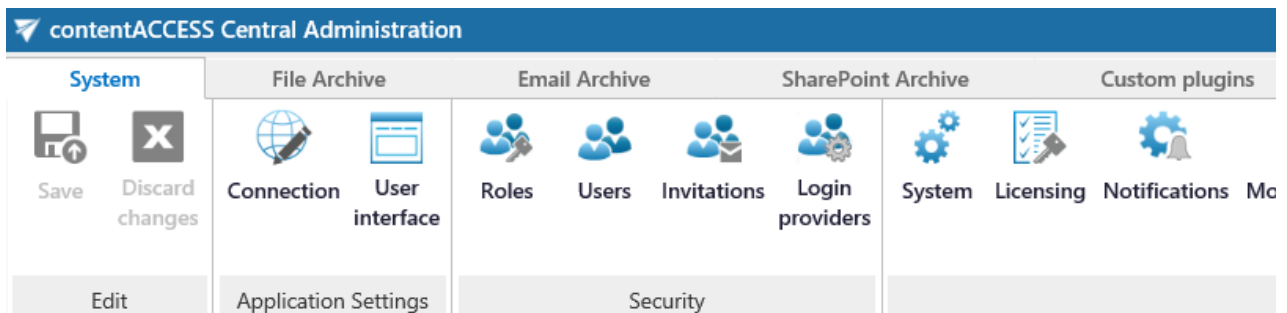 contentACCESS Central Administration
System File Archive Email Archive SharePoint Archive Custom plugins
Save Discard changes Connection User interface Roles Users Invitations Login providers System Licensing Notifications Mo
Edit Application Settings Security